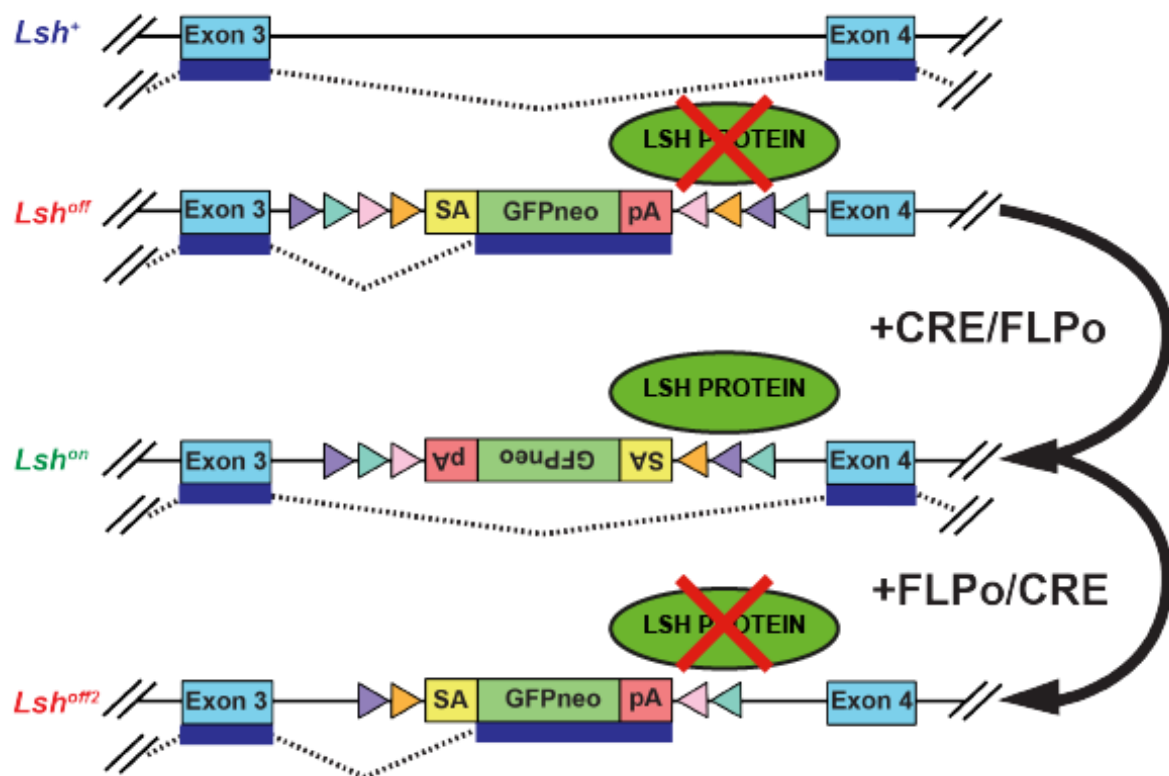 Lsh+ Exon 3 Exon 4
LSH PROTEIN
Lshoff Exon 3 SA GFPneo pA Exon 4
+CRE/FLPo
LSH PROTEIN
Lshon Exon 3 pA GFPneo SA Exon 4
+FLPo/CRE
LSH PROTEIN
Lshoff2 Exon 3 SA GFPneo pA Exon 4